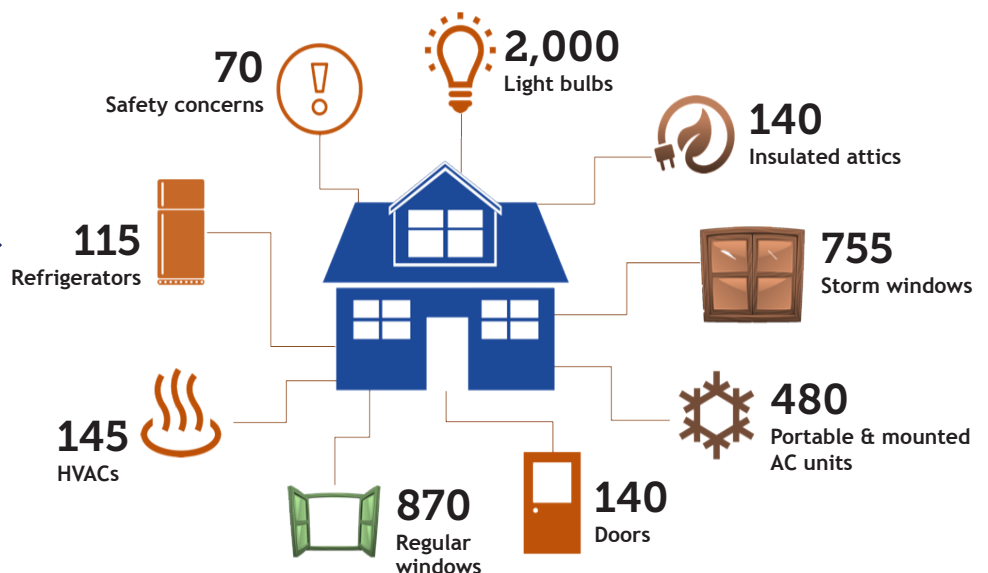 70
Safety concerns
2,000
Light bulbs
140
Insulated attics
115
Refrigerators
755
Storm windows
145
HVACs
480
Portable & mounted
AC units
870
Regular
windows
140
Doors